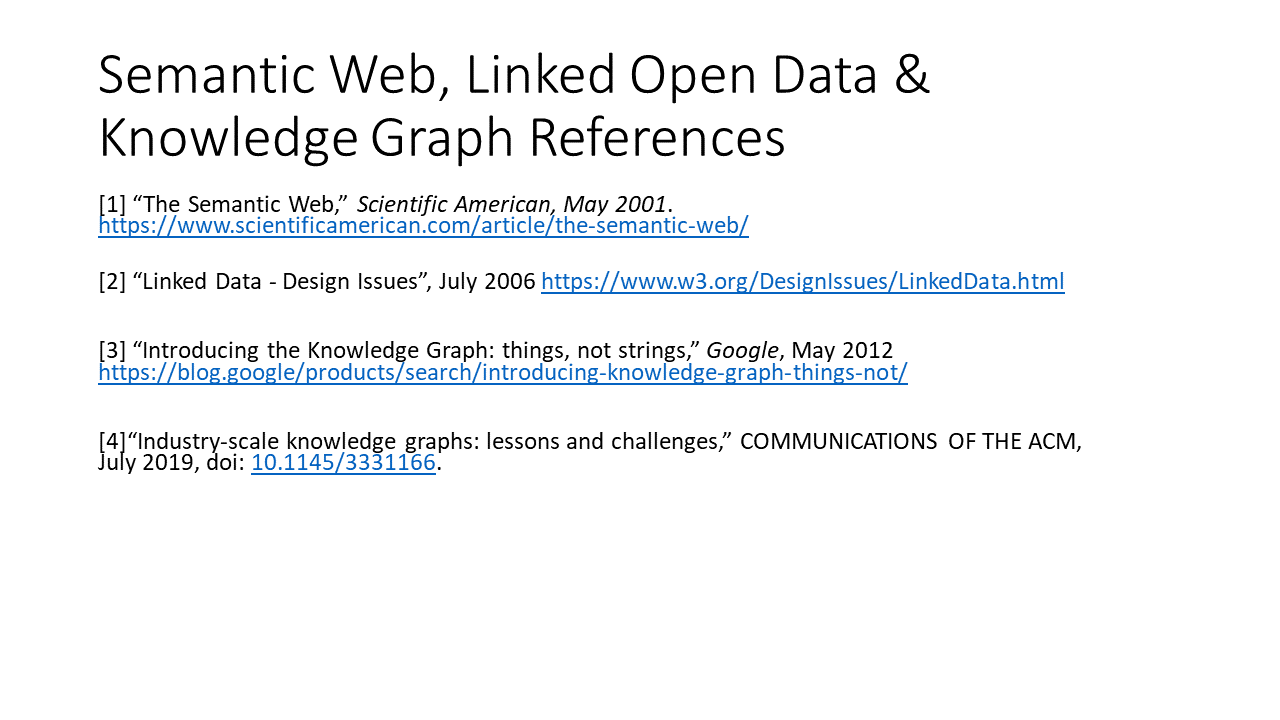 Semantic Web, Linked Open Data &
Knowledge Graph References
[1] “The Semantic Web,” Scientific American, May 2001.
https://www.scientificamerican.com/article/the-semantic-web/
[2] “Linked Data - Design Issues”, July 2006 https://www.w3.org/DesignIssues/LinkedData.html
[3] “Introducing the Knowledge Graph: things, not strings,” Google, May 2012
https://blog.google/products/search/introducing-knowledge-graph-things-not/
[4]“Industry-scale knowledge graphs: lessons and challenges,” COMMUNICATIONS OF THE ACM,
July 2019, doi: 10.1145/3331166.